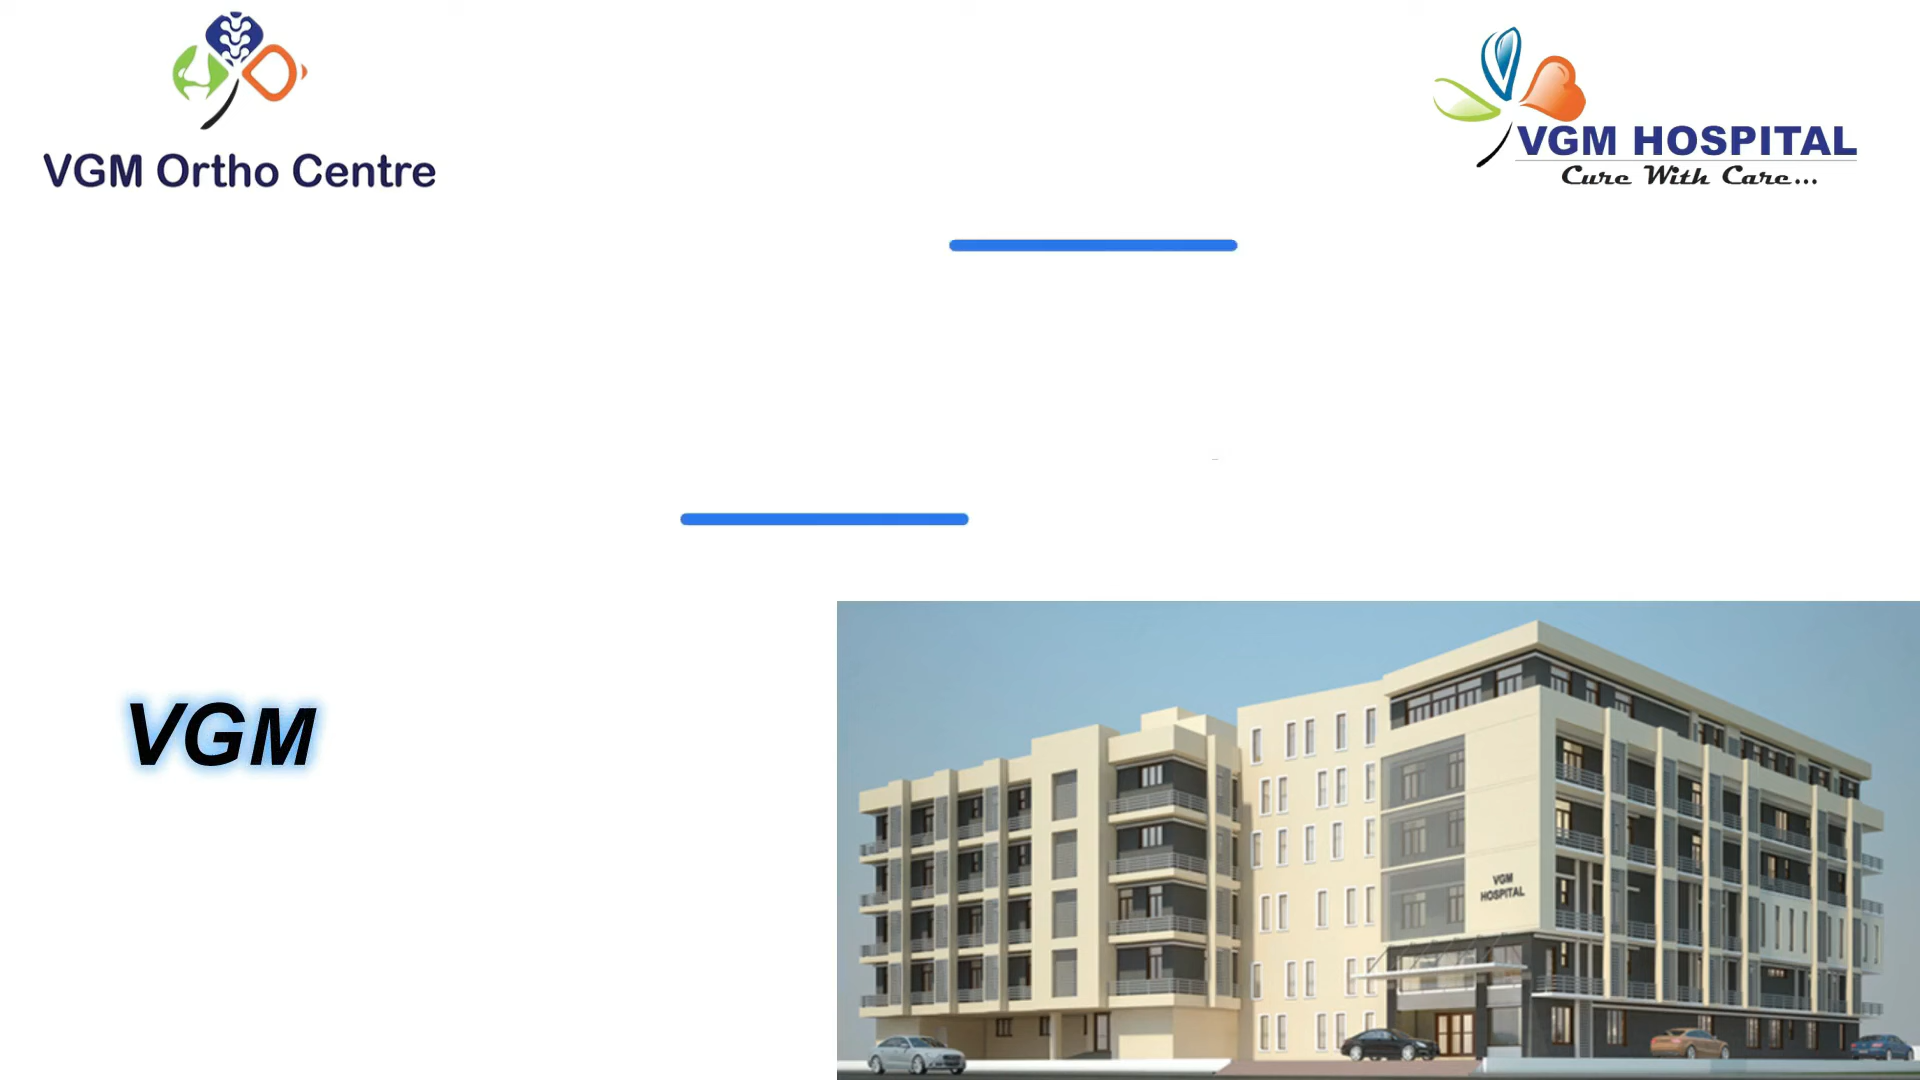 VGM Ortho Centre
VGM HOSPITAL
Cure With Care...
VGM
VGM
HOSPITAL